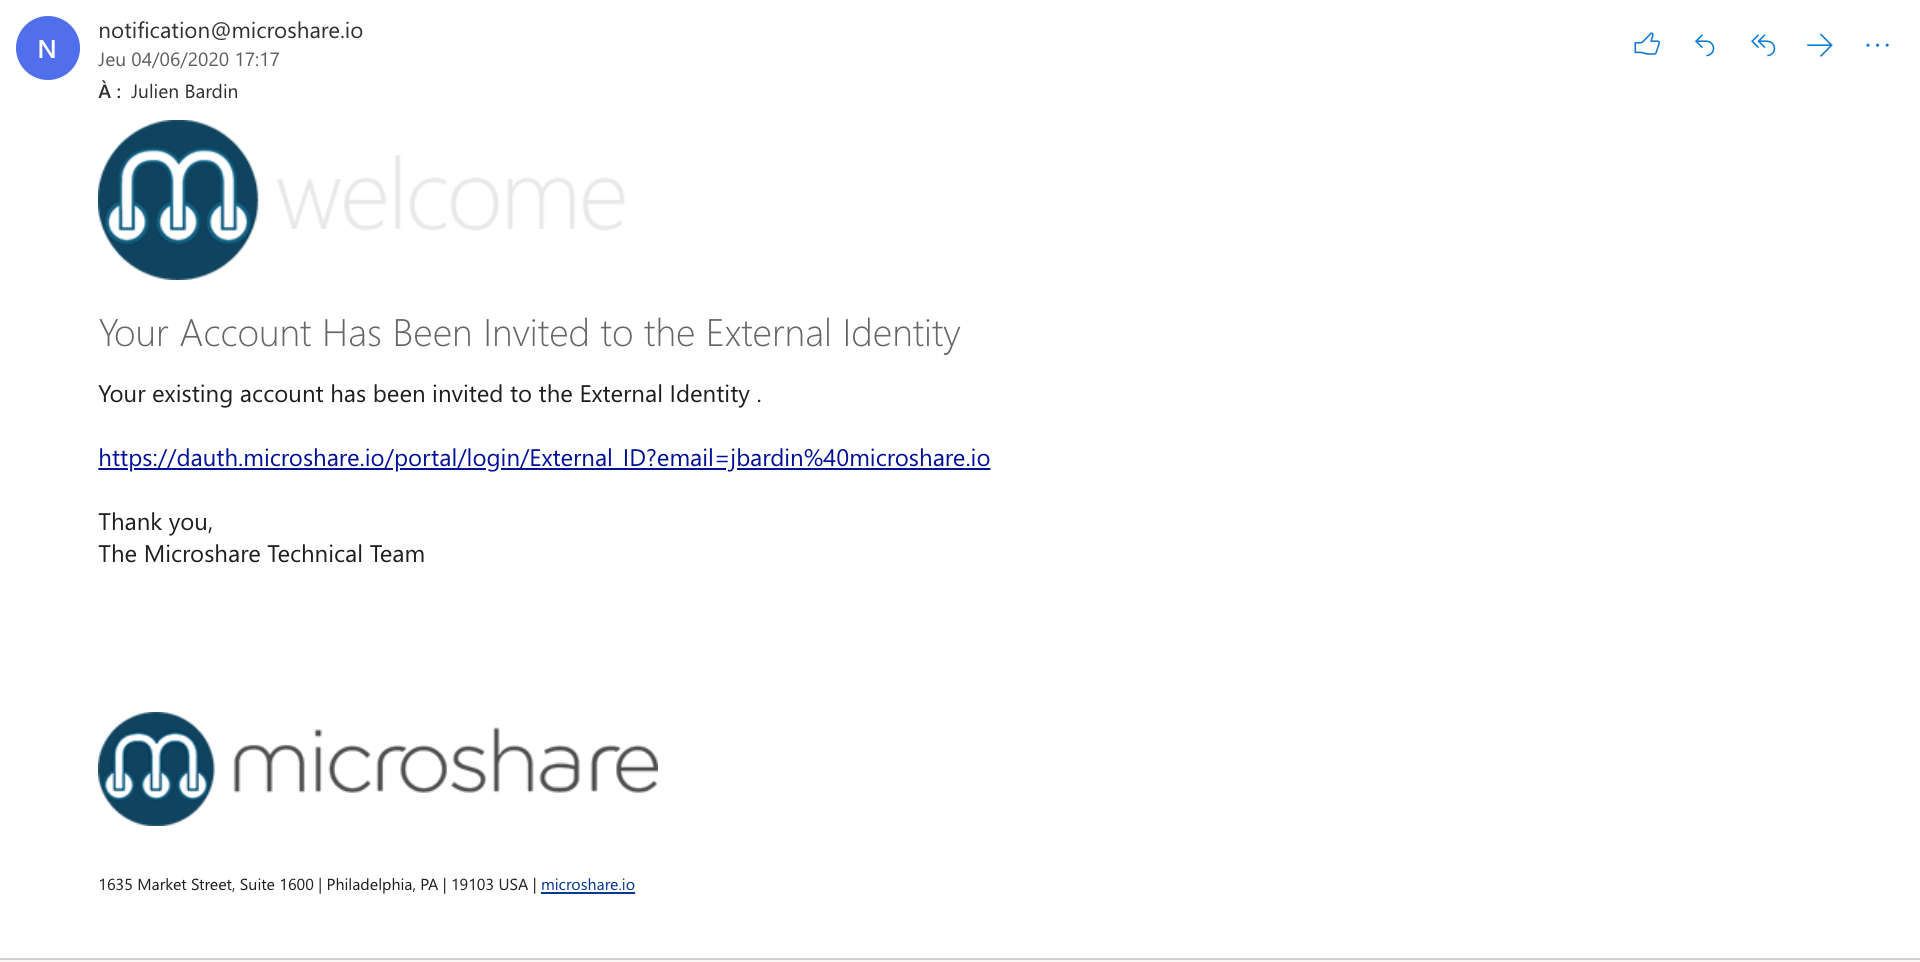 N
notification@microshare.io
Jeu 04/06/2020 17:17
À : Julien Bardin
welcome
Your Account Has Been Invited to the External Identity
Your existing account has been invited to the External Identity .
https://dauth.microshare.io/portal/login/External_ID?email=jbardin%40microshare.io
Thank you,
The Microshare Technical Team
microshare
1635 Market Street, Suite 1600 | Philadelphia, PA | 19103 USA | microshare.io